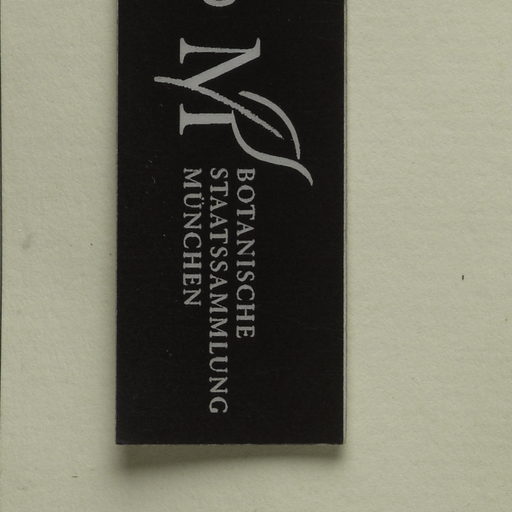 M
BOTANISCHE
STAATSSAMMLUNG
MÜNCHEN